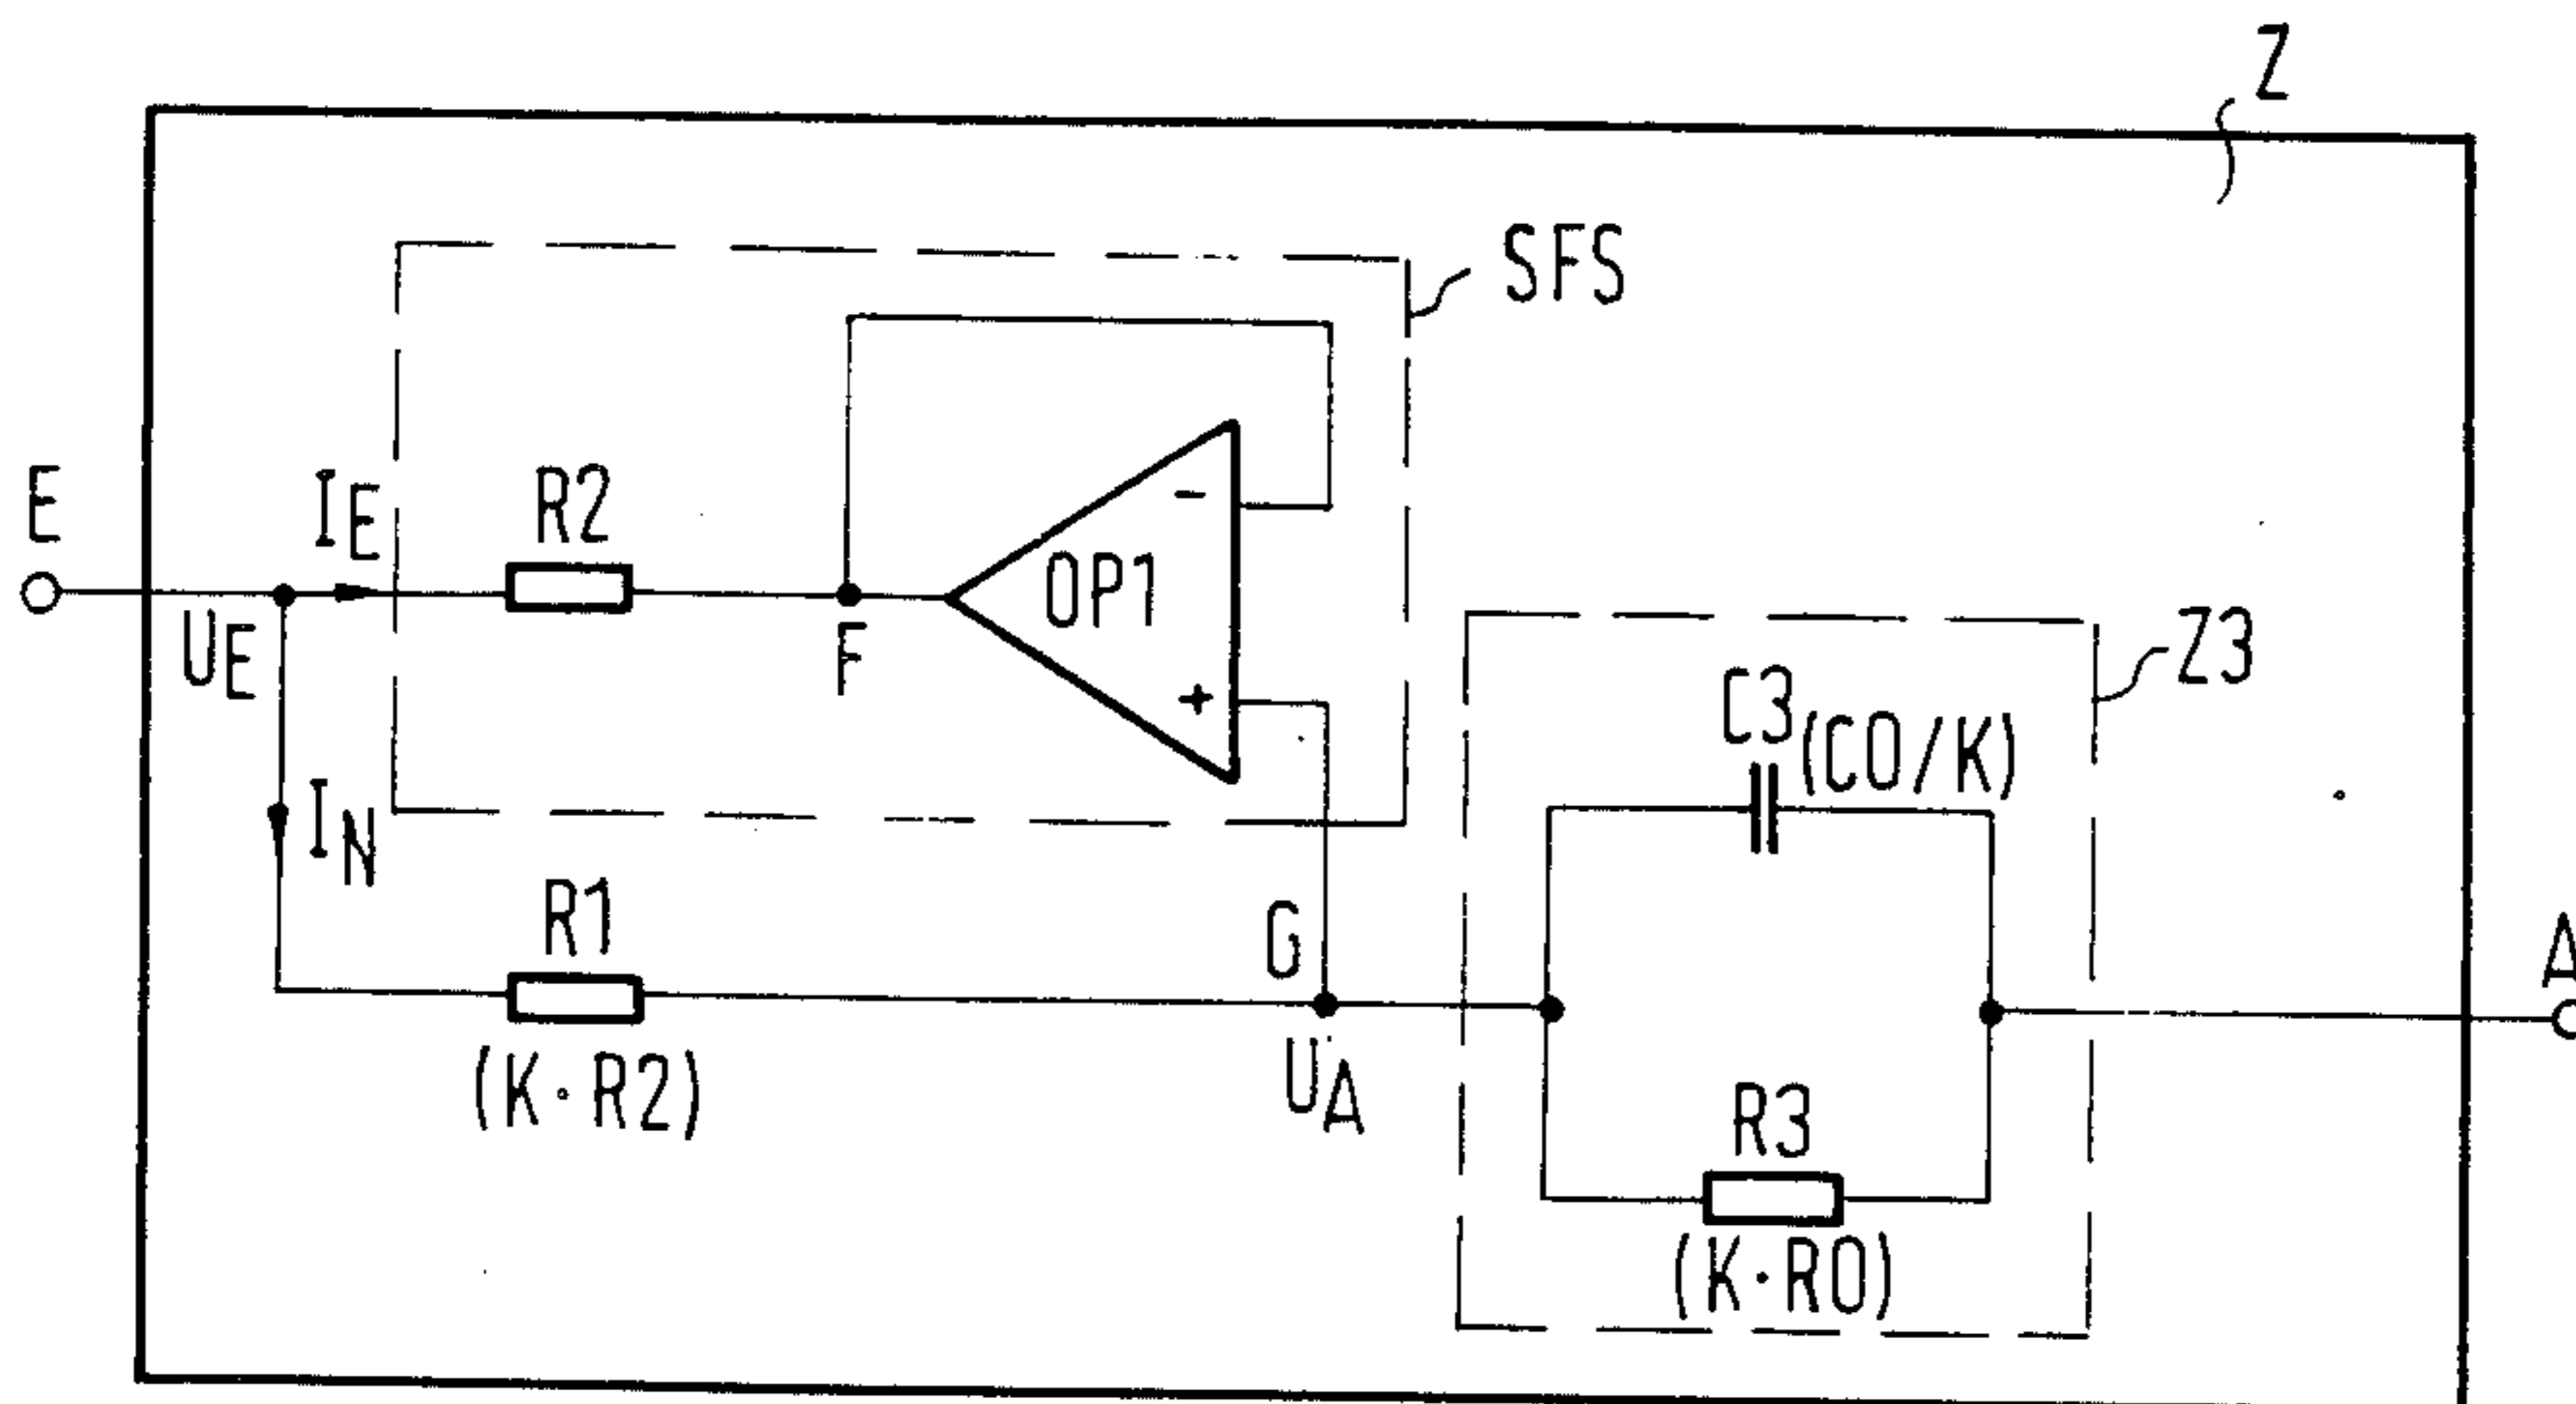 Z
SFS
E
IE
R2
-
OP1
UE
F
+
Z3
C3
(C0/K)
IN
R1
G
A
(K·R2)
UA
R3
(K·R0)